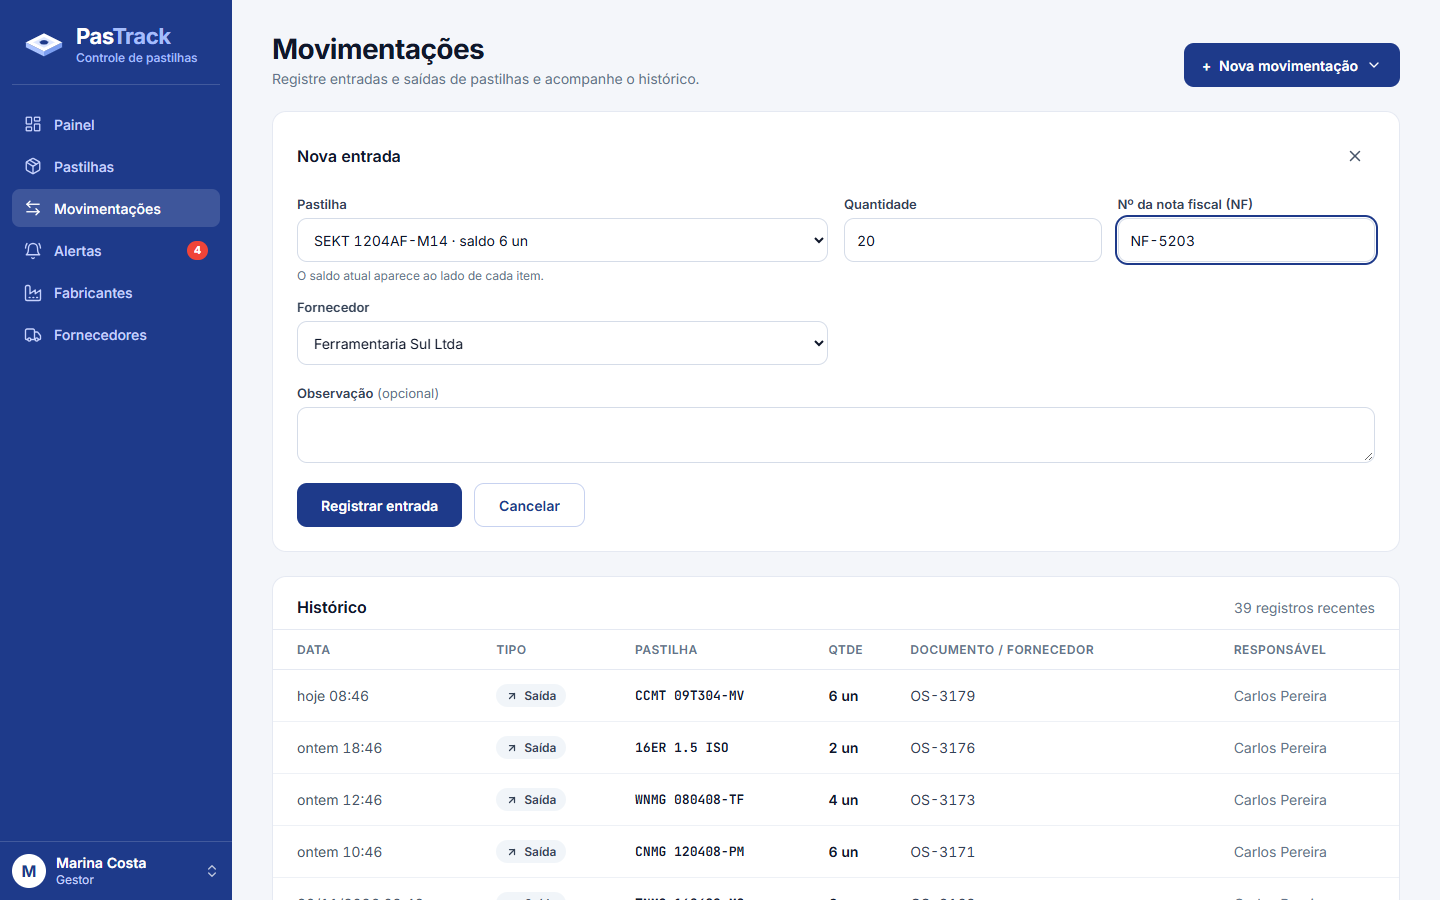 PasTrack
Controle de pastilhas
Painel
Pastilhas
Movimentações
Alertas 4
Fabricantes
Fornecedores
Marina Costa
Gestor
M
Movimentações
Registre entradas e saídas de pastilhas e acompanhe o histórico.
+ Nova movimentação
Nova entrada
Pastilha
SEKT 1204AF-M14 · saldo 6 un
O saldo atual aparece ao lado de cada item.
Quantidade
20
Nº da nota fiscal (NF)
NF-5203
Fornecedor
Ferramentaria Sul Ltda
Observação (opcional)
Registrar entrada
Cancelar
Histórico
39 registros recentes
DATA TIPO PASTILHA QTDE DOCUMENTO / FORNECEDOR RESPONSÁVEL
hoje 08:46 Saída CCMT 09T304-MV 6 un OS-3179 Carlos Pereira
ontem 18:46 Saída 16ER 1.5 ISO 2 un OS-3176 Carlos Pereira
ontem 12:46 Saída WNMG 080408-TF 4 un OS-3173 Carlos Pereira
ontem 10:46 Saída CNMG 120408-PM 6 un OS-3171 Carlos Pereira